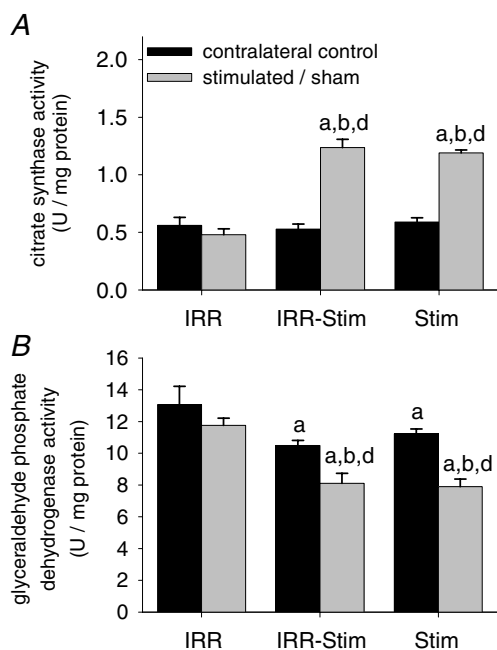 A
contralateral control
stimulated / sham
citrate synthase activity
(U / mg protein)
2.0
1.5
1.0
0.5
0.0
a,b,d
a,b,d
IRR
IRR-Stim
Stim
B
glyceraldehyde phosphate
dehydrogenase activity
(U / mg protein)
16
14
12
10
8
6
4
2
0
a
a,b,d
a
a,b,d
IRR
IRR-Stim
Stim